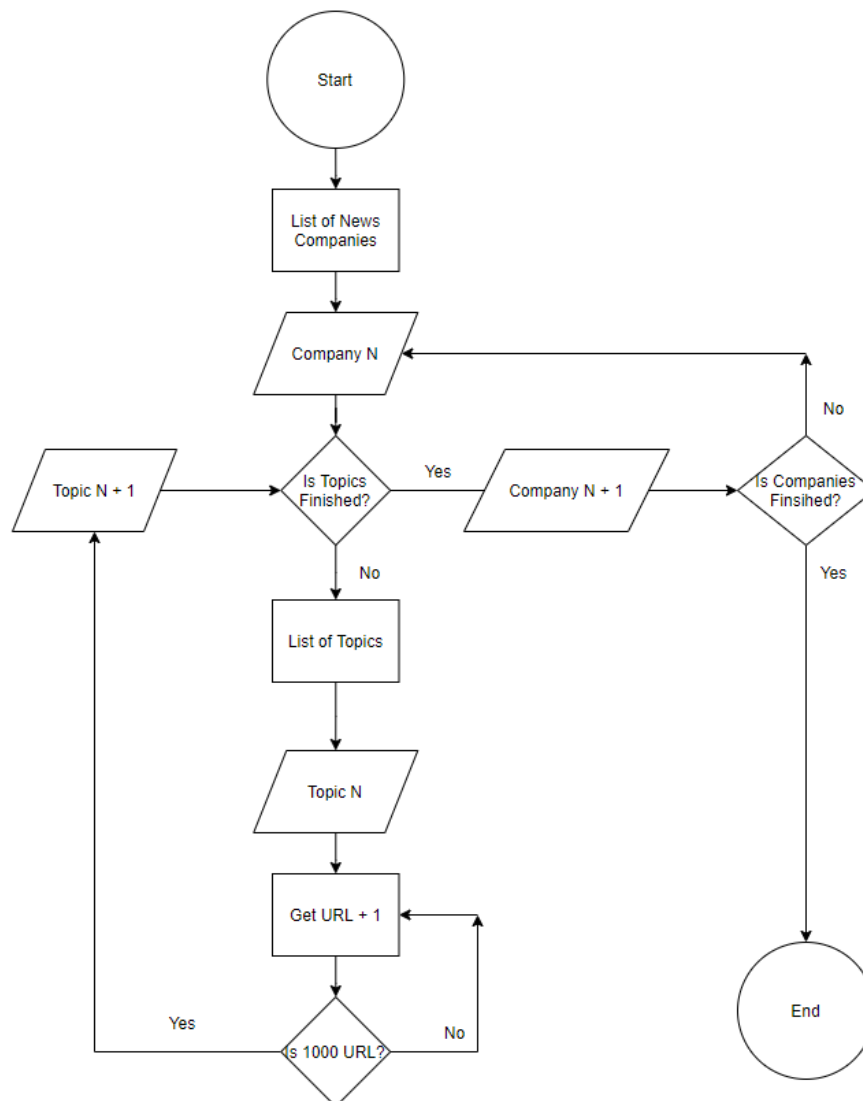 Start
List of News
Companies
Company N
No
Topic N + 1
Is Topics
Finished?
Yes
Company N + 1
Is Companies
Finsihed?
No
Yes
List of Topics
Topic N
Get URL + 1
Yes
Is 1000 URL?
No
End